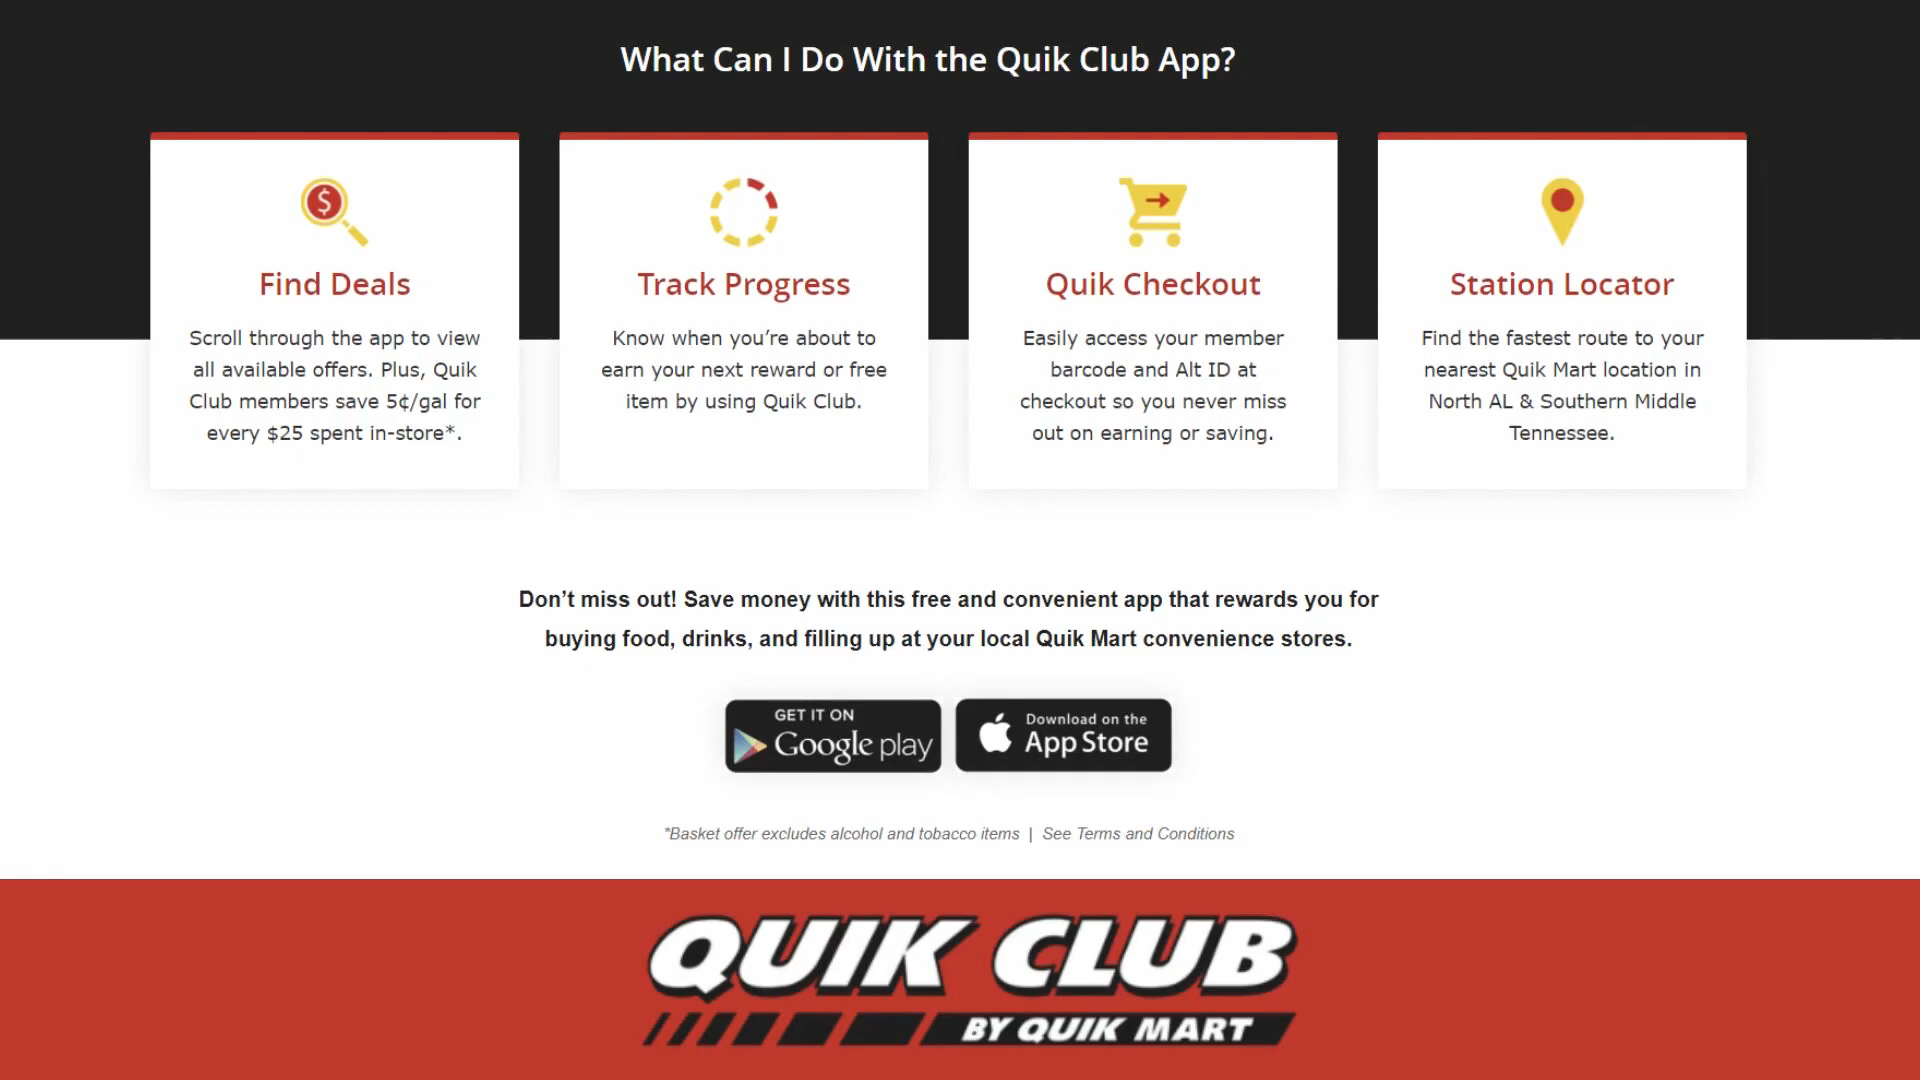 What Can I Do With the Quik Club App?
$
Find Deals
Scroll through the app to view
all available offers. Plus, Quik
Club members save 5¢/gal for
every $25 spent in-store*.
Track Progress
Know when you’re about to
earn your next reward or free
item by using Quik Club.
Quik Checkout
Easily access your member
barcode and Alt ID at
checkout so you never miss
out on earning or saving.
Station Locator
Find the fastest route to your
nearest Quik Mart location in
North AL & Southern Middle
Tennessee.
Don’t miss out! Save money with this free and convenient app that rewards you for
buying food, drinks, and filling up at your local Quik Mart convenience stores.
GET IT ON
Google play
Download on the
App Store
*Basket offer excludes alcohol and tobacco items | See Terms and Conditions
QUIK CLUB
BY QUIK MART